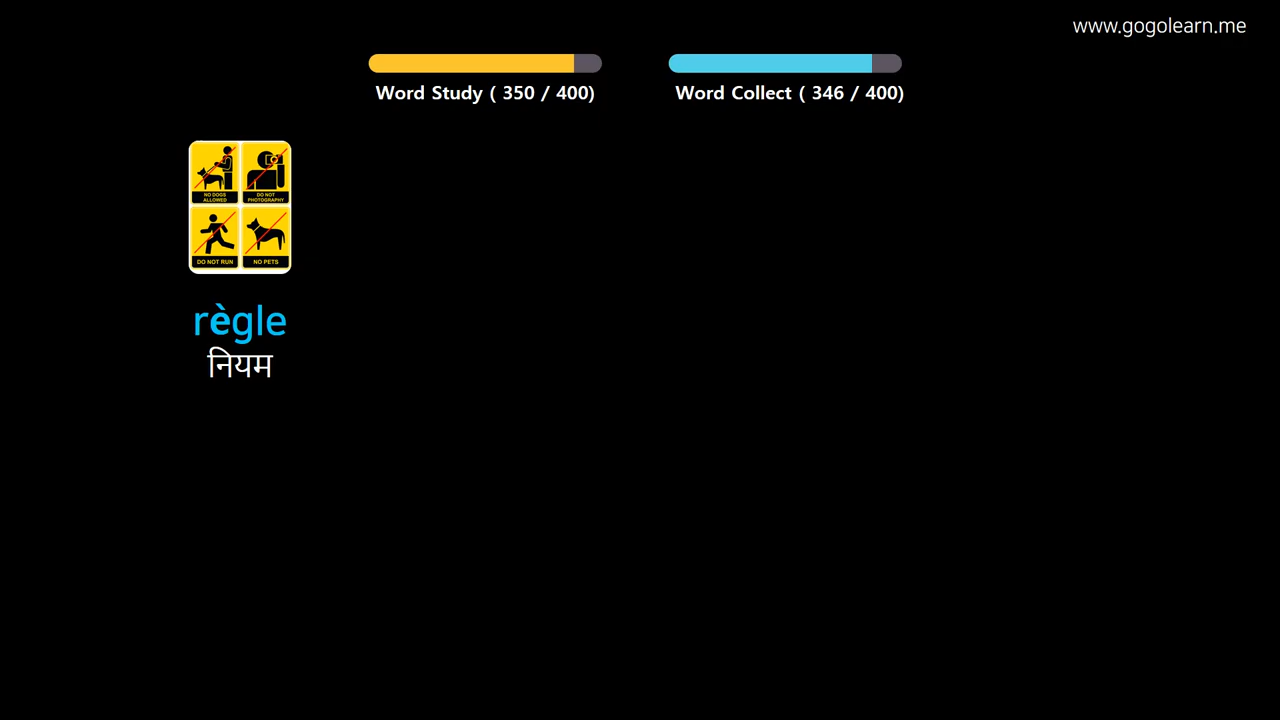 www.gogolearn.me
Word Study ( 350 / 400)
Word Collect ( 346 / 400)
NO DOGS
ALLOWED
DO NOT
PHOTOGRAPHY
DO NOT RUN
NO PETS
règle
नियम